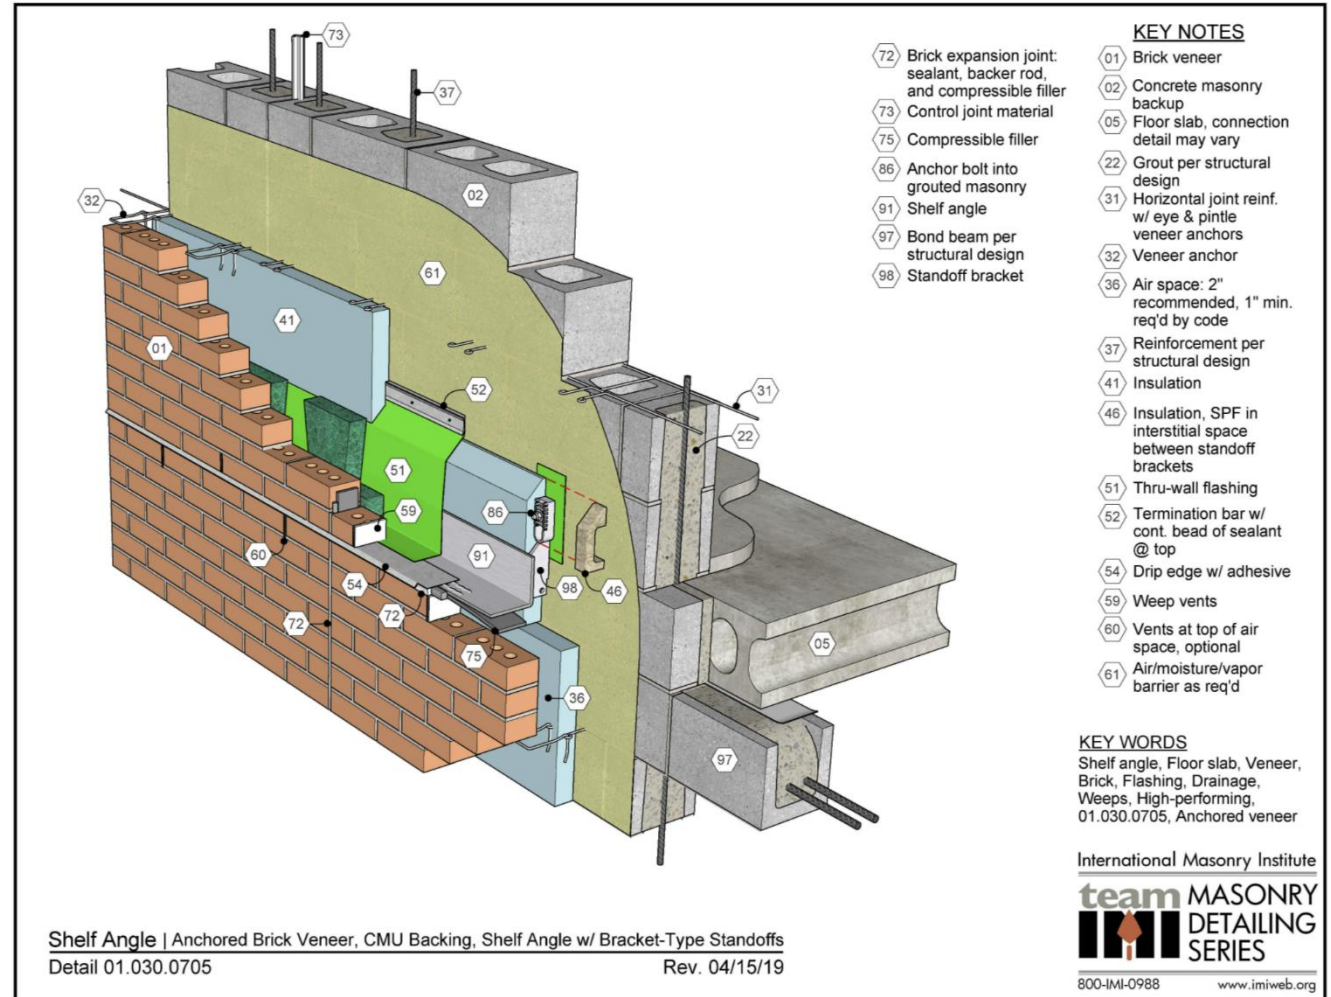 73
37
02
32
61
41
01
52
31
22
51
59
86
60
91
54
72
98
46
72
75
05
36
97
72 Brick expansion joint:
sealant, backer rod,
and compressible filler
73 Control joint material
75 Compressible filler
86 Anchor bolt into
grouted masonry
91 Shelf angle
97 Bond beam per
structural design
98 Standoff bracket
KEY NOTES
01 Brick veneer
02 Concrete masonry
backup
05 Floor slab, connection
detail may vary
22 Grout per structural
design
31 Horizontal joint reinf.
w/ eye & pintle
veneer anchors
32 Veneer anchor
36 Air space: 2"
recommended, 1" min.
req'd by code
37 Reinforcement per
structural design
41 Insulation
46 Insulation, SPF in
interstitial space
between standoff
brackets
51 Thru-wall flashing
52 Termination bar w/
cont. bead of sealant
@ top
54 Drip edge w/ adhesive
59 Weep vents
60 Vents at top of air
space, optional
61 Air/moisture/vapor
barrier as req'd
KEY WORDS
Shelf angle, Floor slab, Veneer,
Brick, Flashing, Drainage,
Weeps, High-performing,
01.030.0705, Anchored veneer
International Masonry Institute
team MASONRY
IMI DETAILING
SERIES
800-IMI-0988 www.imiweb.org
Shelf Angle | Anchored Brick Veneer, CMU Backing, Shelf Angle w/ Bracket-Type Standoffs
Detail 01.030.0705 Rev. 04/15/19